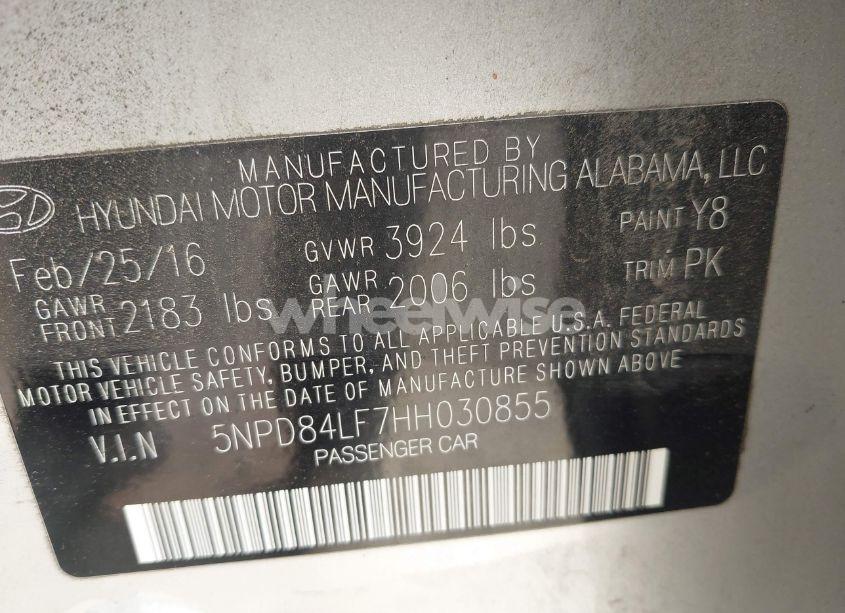 MANUFACTURED BY
HYUNDAI MOTOR MANUFACTURING ALABAMA, LLC
Feb/25/16 GVWR 3924 lbs PAINT Y8
GAWR FRONT 2183 lbs GAWR REAR 2006 lbs TRIM PK
wheelwise
THIS VEHICLE CONFORMS TO ALL APPLICABLE U.S.A. FEDERAL
MOTOR VEHICLE SAFETY, BUMPER, AND THEFT PREVENTION STANDARDS
IN EFFECT ON THE DATE OF MANUFACTURE SHOWN ABOVE
V.I.N 5NPD84LF7HH030855
PASSENGER CAR